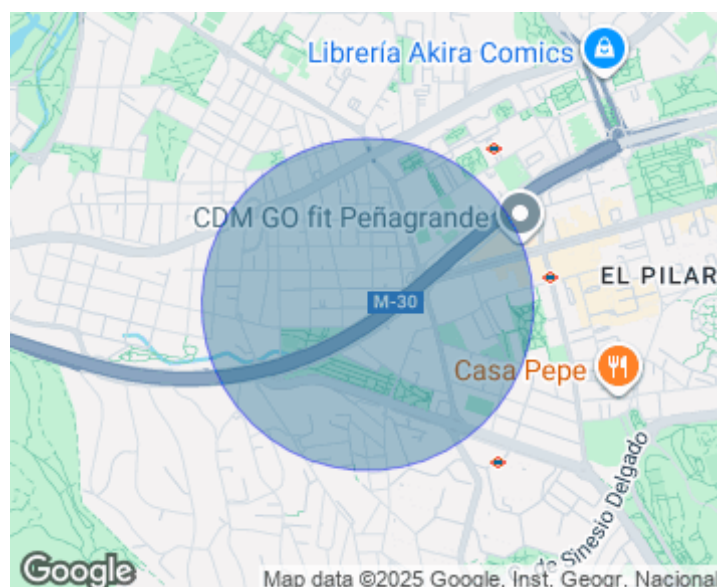 Librería Akira Comics
CDM GO fit Peñagrande
M-30
EL PILAR
Casa Pepe
de Sinesio Delgado
Google
Map data ©2025 Google, Inst. Geogr. Nacional